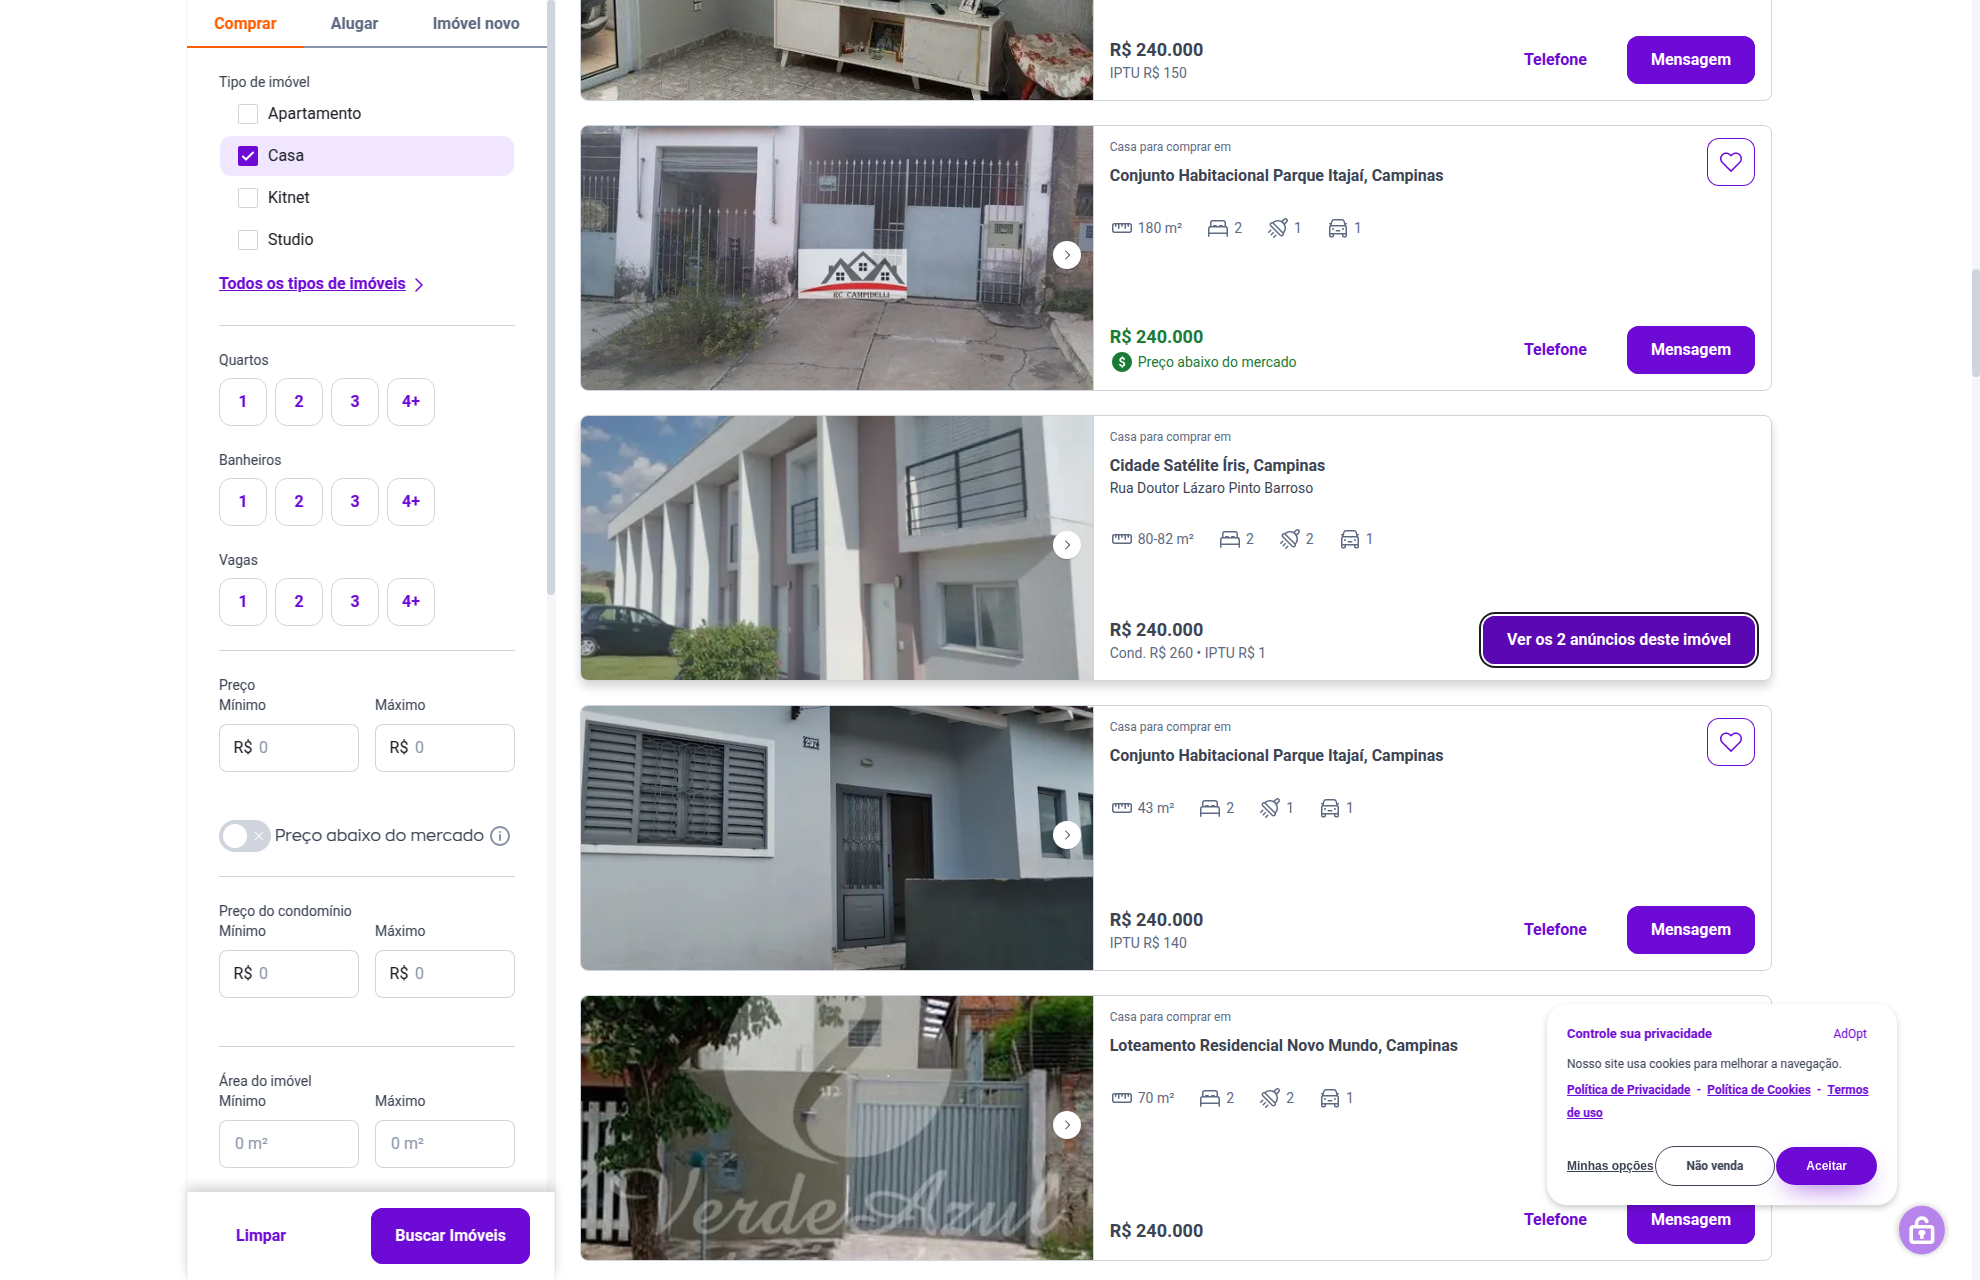 Comprar
Alugar
Imóvel novo
Tipo de imóvel
Apartamento
Casa
Kitnet
Studio
Todos os tipos de imóveis
Quartos
1
2
3
4+
Banheiros
1
2
3
4+
Vagas
1
2
3
4+
Preço
Mínimo
Máximo
R$ 0
R$ 0
Preço abaixo do mercado
Preço do condomínio
Mínimo
Máximo
R$ 0
R$ 0
Área do imóvel
Mínimo
Máximo
0 m²
0 m²
Limpar
Buscar Imóveis
R$ 240.000
IPTU R$ 150
Telefone
Mensagem
RC CAMPIDELLI
Casa para comprar em
Conjunto Habitacional Parque Itajaí, Campinas
180 m²
2
1
1
R$ 240.000
Preço abaixo do mercado
Telefone
Mensagem
Casa para comprar em
Cidade Satélite Íris, Campinas
Rua Doutor Lázaro Pinto Barroso
80-82 m²
2
2
1
R$ 240.000
Cond. R$ 260 • IPTU R$ 1
Ver os 2 anúncios deste imóvel
Casa para comprar em
Conjunto Habitacional Parque Itajaí, Campinas
43 m²
2
1
1
R$ 240.000
IPTU R$ 140
Telefone
Mensagem
Verde Azul
Casa para comprar em
Loteamento Residencial Novo Mundo, Campinas
70 m²
2
2
1
R$ 240.000
Telefone
Mensagem
Controle sua privacidade
AdOpt
Nosso site usa cookies para melhorar a navegação.
Política de Privacidade - Política de Cookies - Termos
de uso
Minhas opções
Não venda
Aceitar